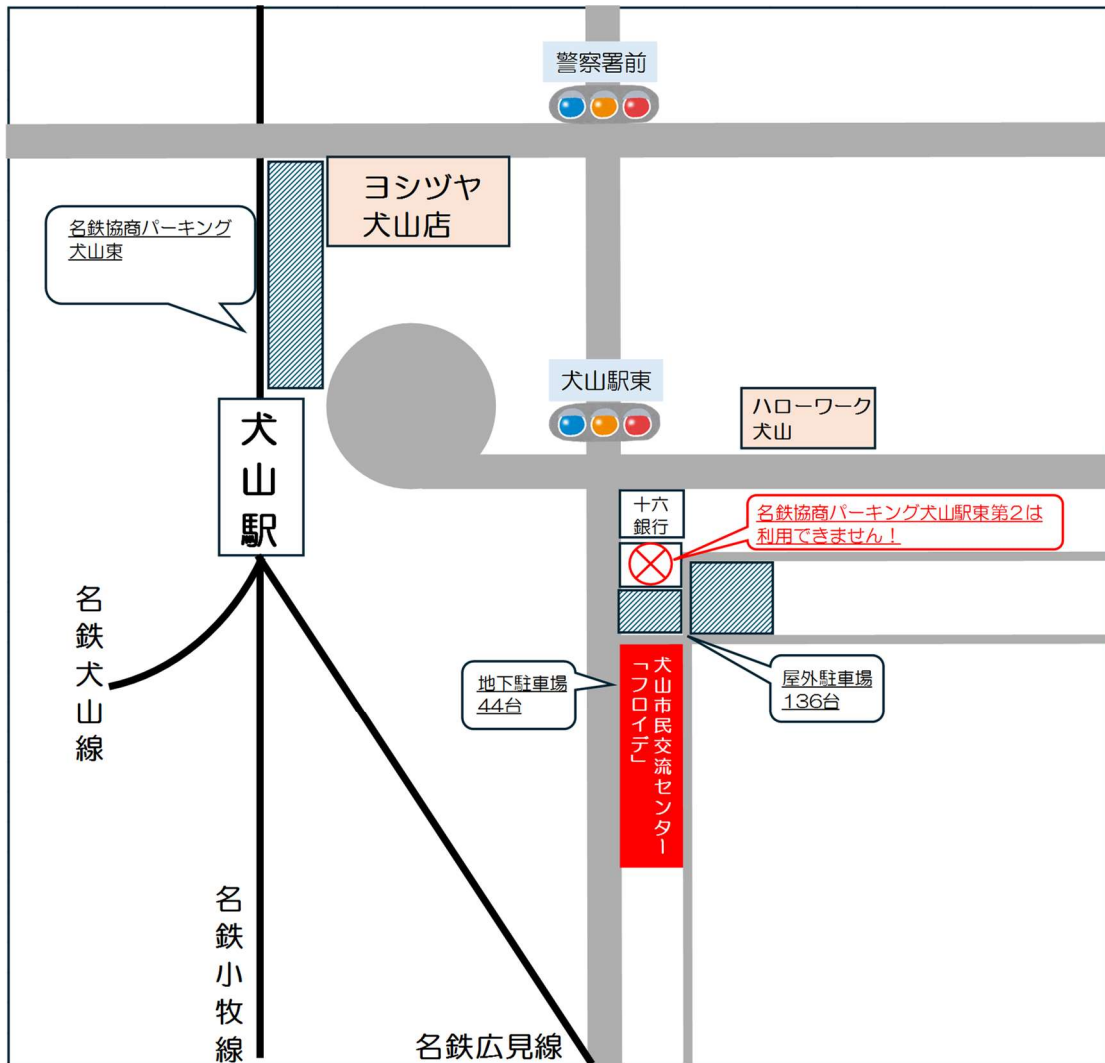 警察署前
ヨシヅヤ
犬山店
名鉄協商パーキング
犬山東
犬山駅東
ハローワーク
犬山
犬山駅
十六
銀行
名鉄協商パーキング犬山駅東第2は
利用できません！
名鉄犬山線
地下駐車場
44台
犬山市民交流センター
「フロイデ」
屋外駐車場
136台
名鉄小牧線
名鉄広見線